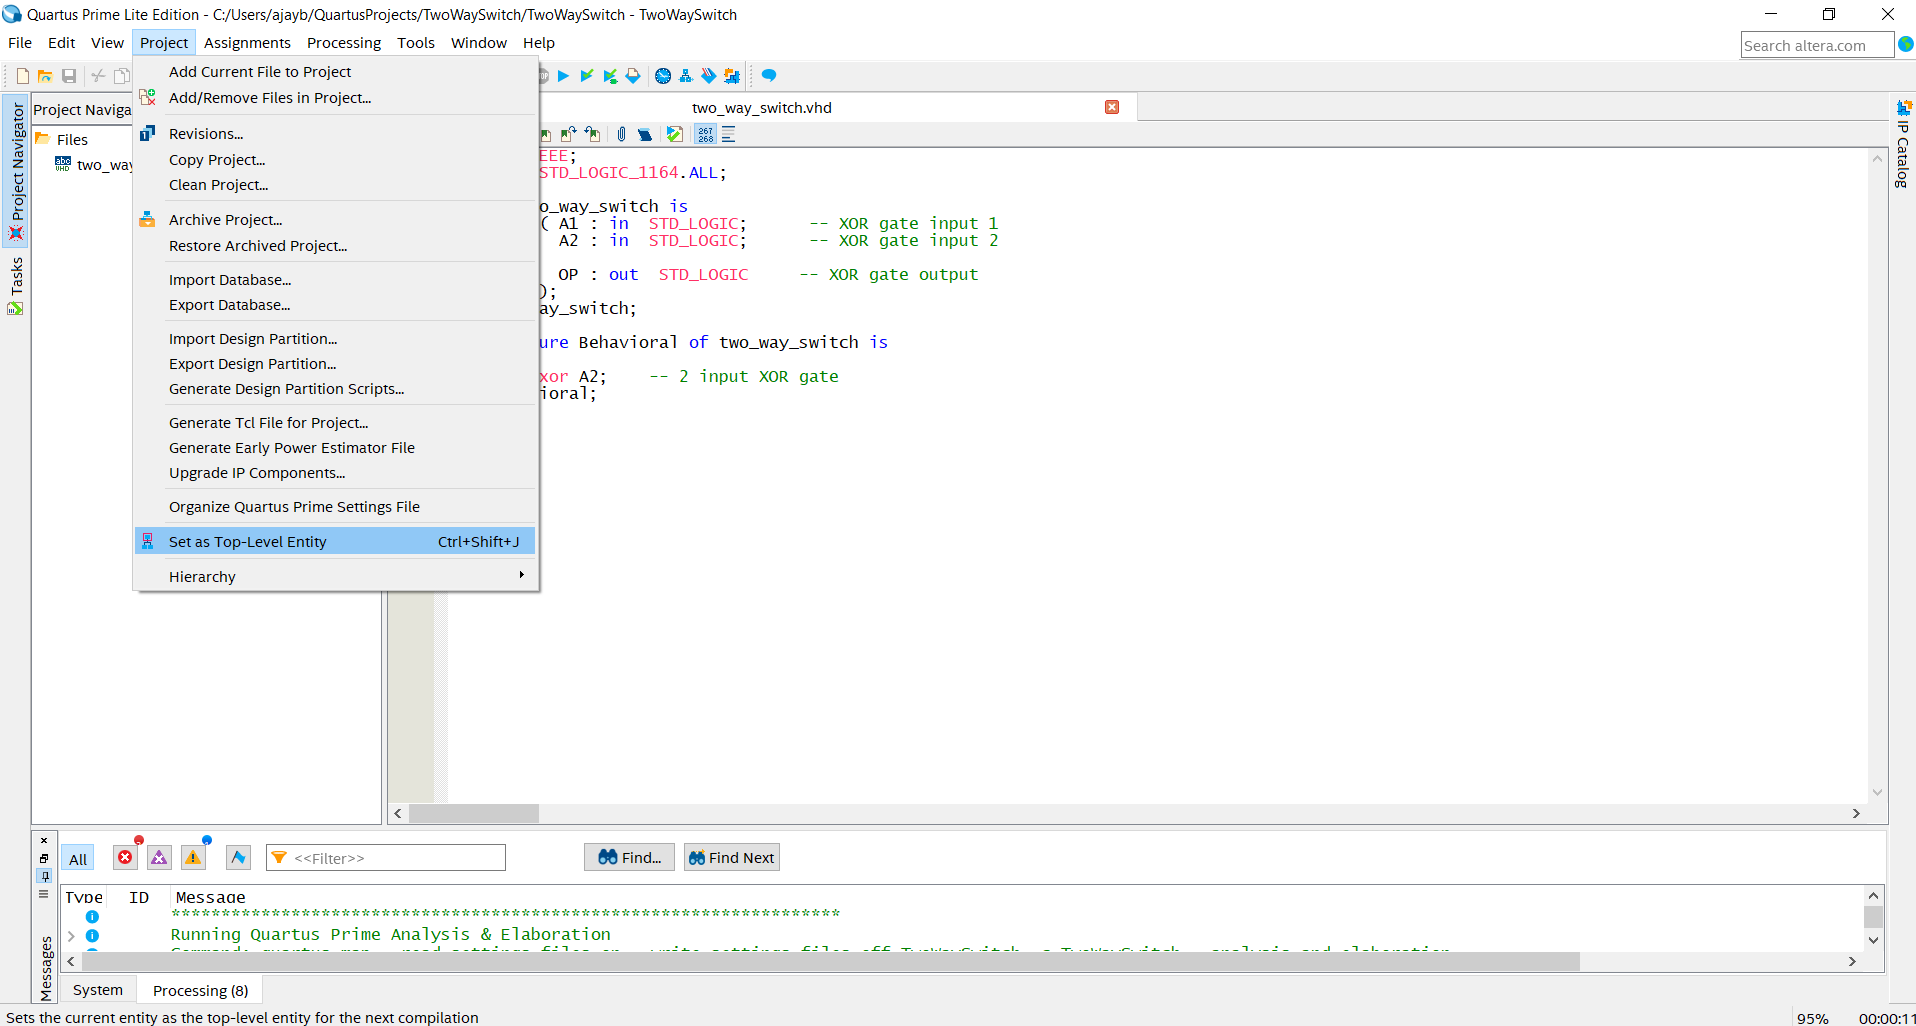 Quartus Prime Lite Edition - C:/Users/ajayb/QuartusProjects/TwoWaySwitch/TwoWaySwitch - TwoWaySwitch
File Edit View Project Assignments Processing Tools Window Help
Search altera.com
Add Current File to Project
Add/Remove Files in Project...
Revisions...
Copy Project...
Clean Project...
Archive Project...
Restore Archived Project...
Import Database...
Export Database...
Import Design Partition...
Export Design Partition...
Generate Design Partition Scripts...
Generate Tcl File for Project...
Generate Early Power Estimator File
Upgrade IP Components...
Organize Quartus Prime Settings File
Set as Top-Level Entity Ctrl+Shift+J
Hierarchy
Project Naviga
Files
two_way
Project Navigator
Tasks
IP Catalog
two_way_switch.vhd
267
268
EEE;
STD_LOGIC_1164.ALL;
o_way_switch is
( A1 : in STD_LOGIC; -- XOR gate input 1
A2 : in STD_LOGIC; -- XOR gate input 2
OP : out STD_LOGIC -- XOR gate output
);
ay_switch;
ure Behavioral of two_way_switch is
xor A2; -- 2 input XOR gate
ioral;
Messages
All
<<Filter>>
Find...
Find Next
Type ID Message
*******************************************************************
Running Quartus Prime Analysis & Elaboration
System Processing (8)
Sets the current entity as the top-level entity for the next compilation
95% 00:00:11